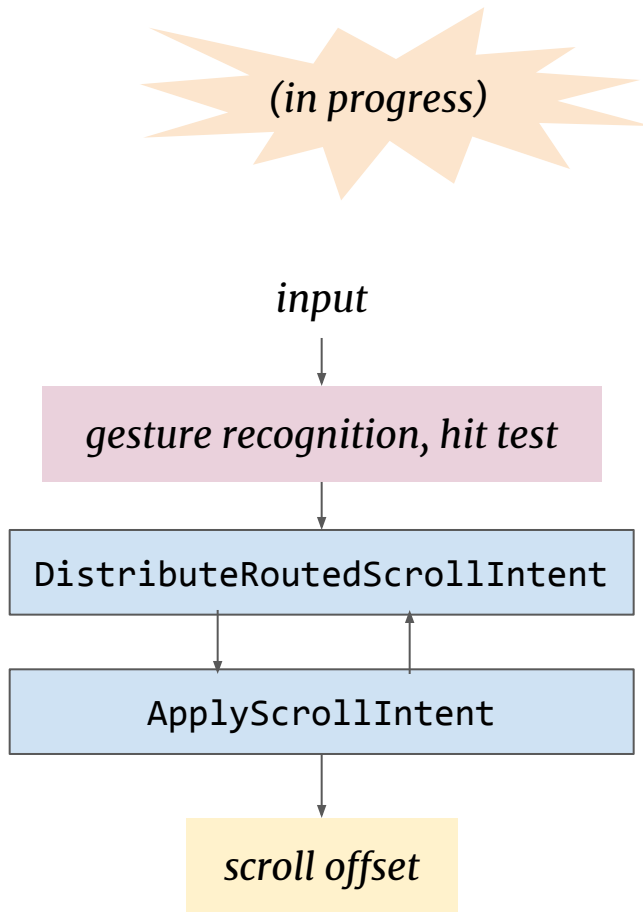 (in progress)
input
gesture recognition, hit test
DistributeRoutedScrollIntent
ApplyScrollIntent
scroll offset